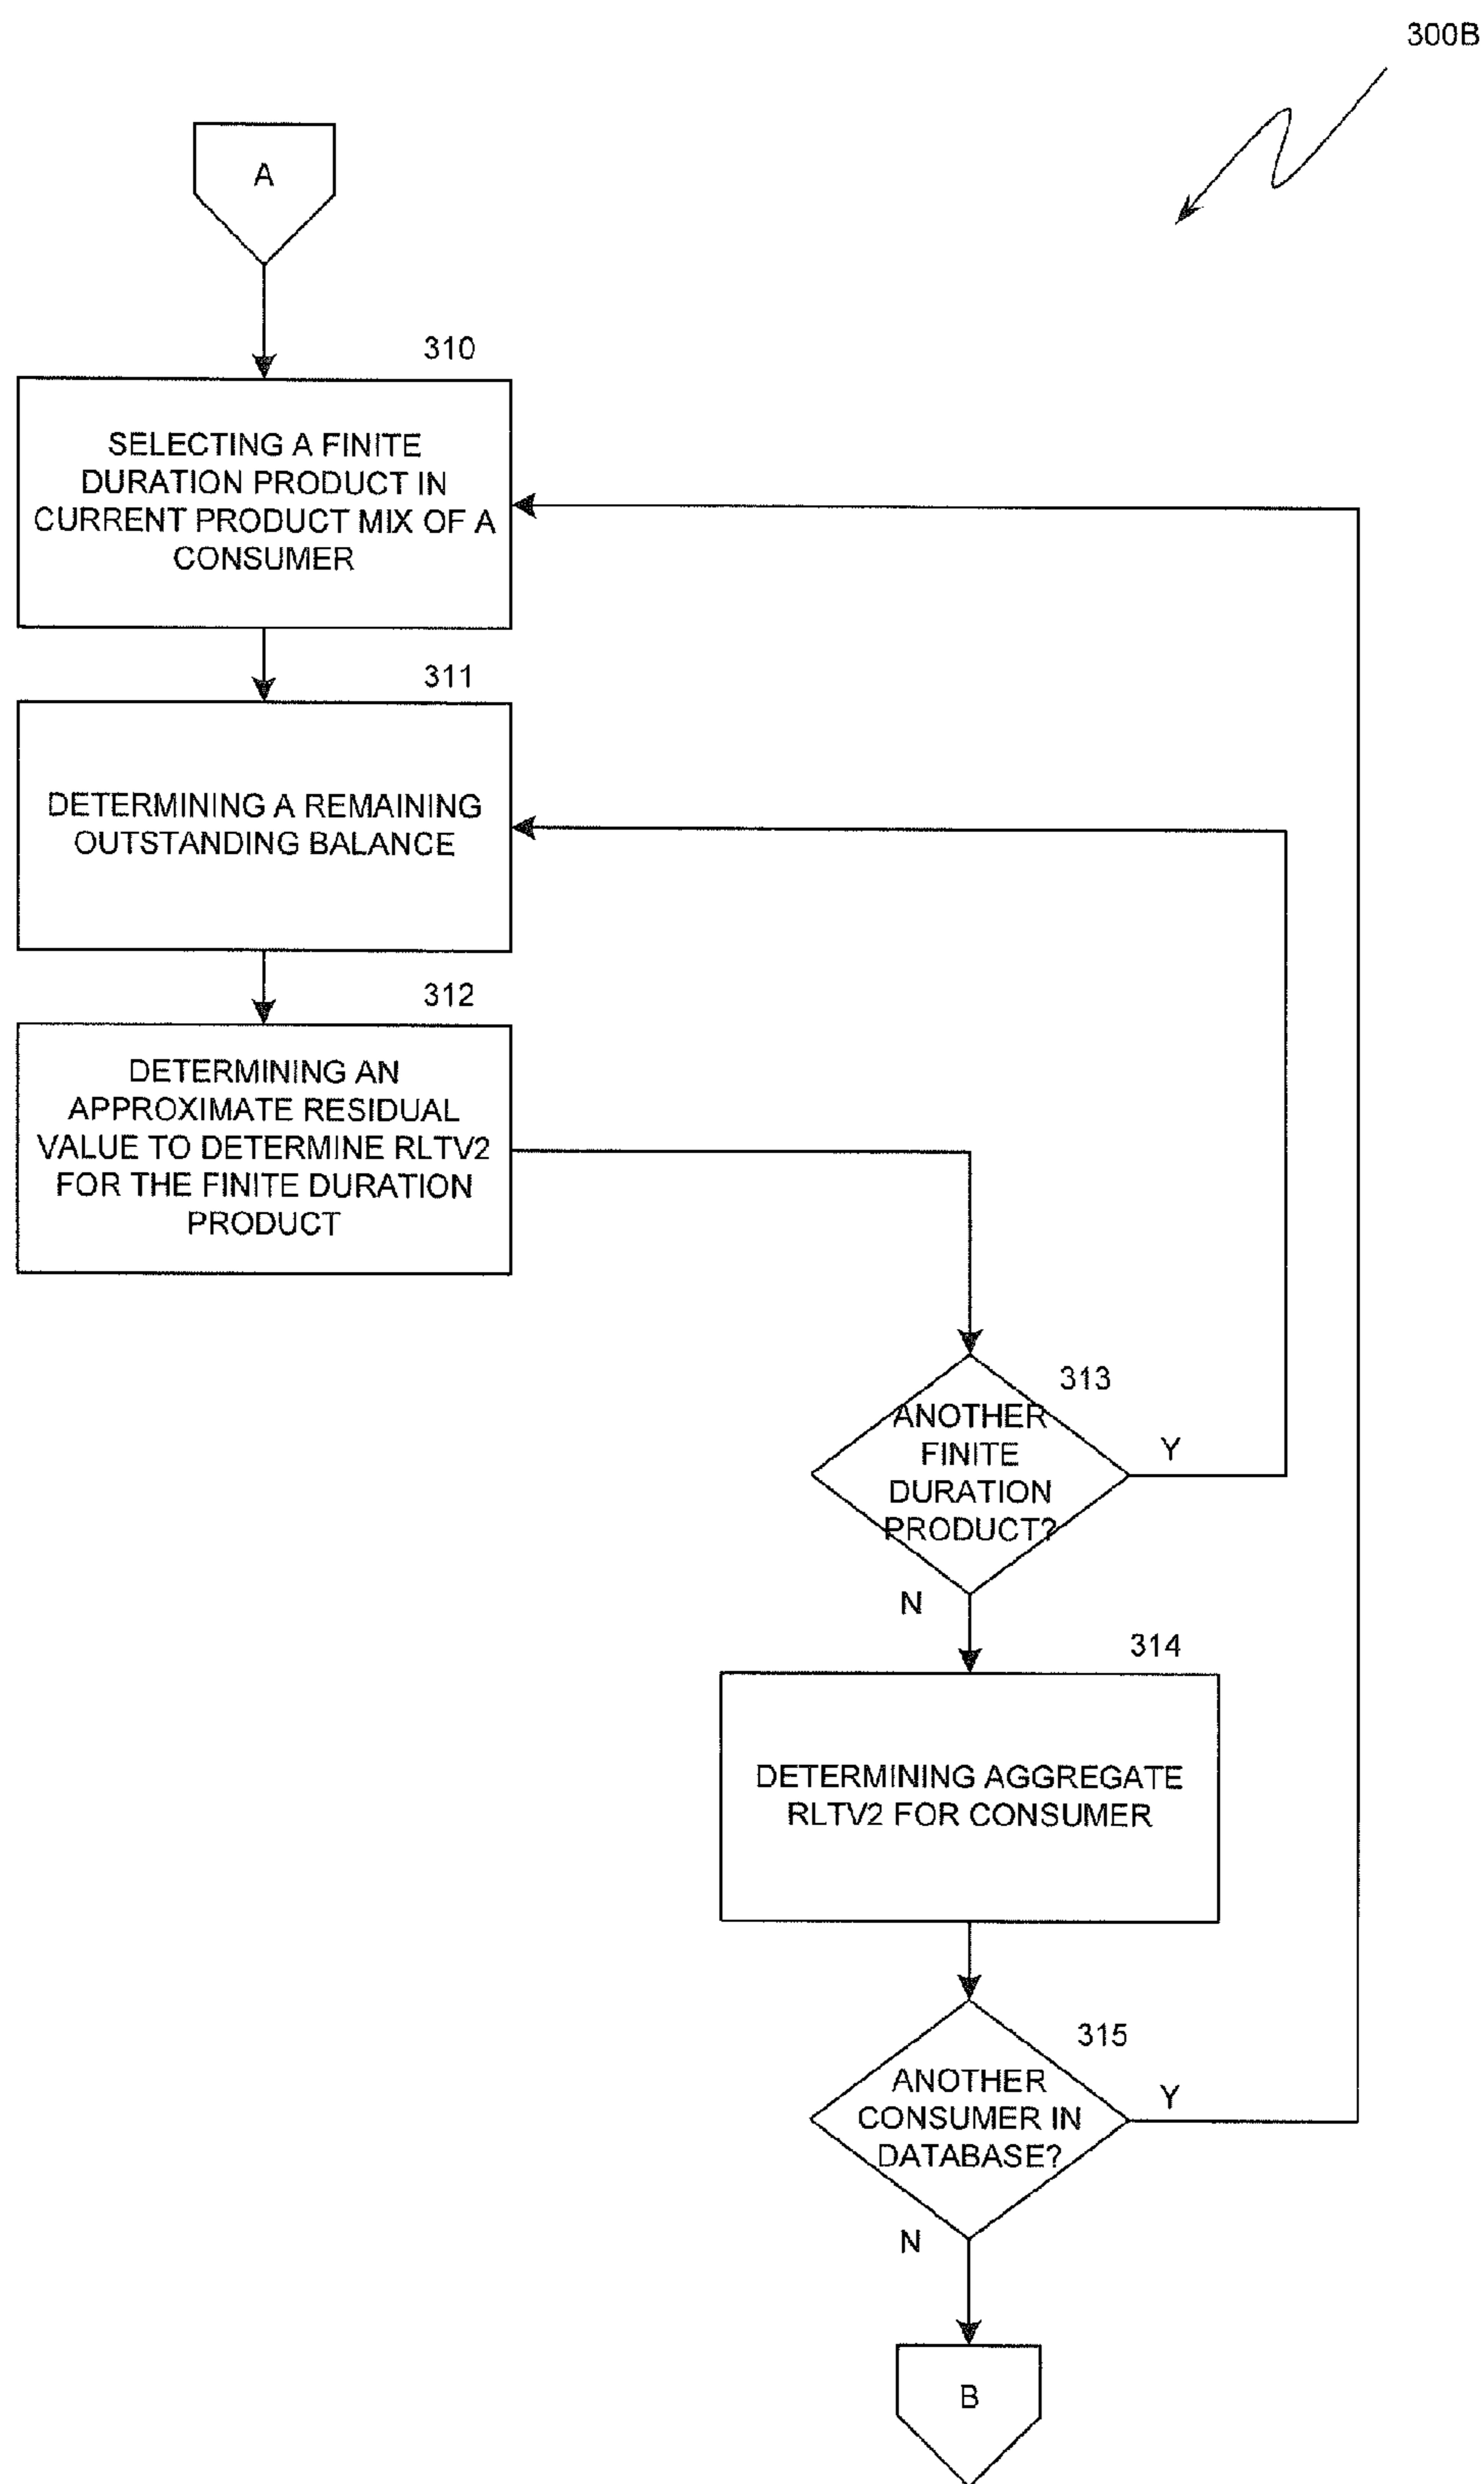 300B
A
310
SELECTING A FINITE
DURATION PRODUCT IN
CURRENT PRODUCT MIX OF A
CONSUMER
311
DETERMINING A REMAINING
OUTSTANDING BALANCE
312
DETERMINING AN
APPROXIMATE RESIDUAL
VALUE TO DETERMINE RLTV2
FOR THE FINITE DURATION
PRODUCT
313
ANOTHER
FINITE
DURATION
PRODUCT?
Y
N
314
DETERMINING AGGREGATE
RLTV2 FOR CONSUMER
315
ANOTHER
CONSUMER IN
DATABASE?
Y
N
B